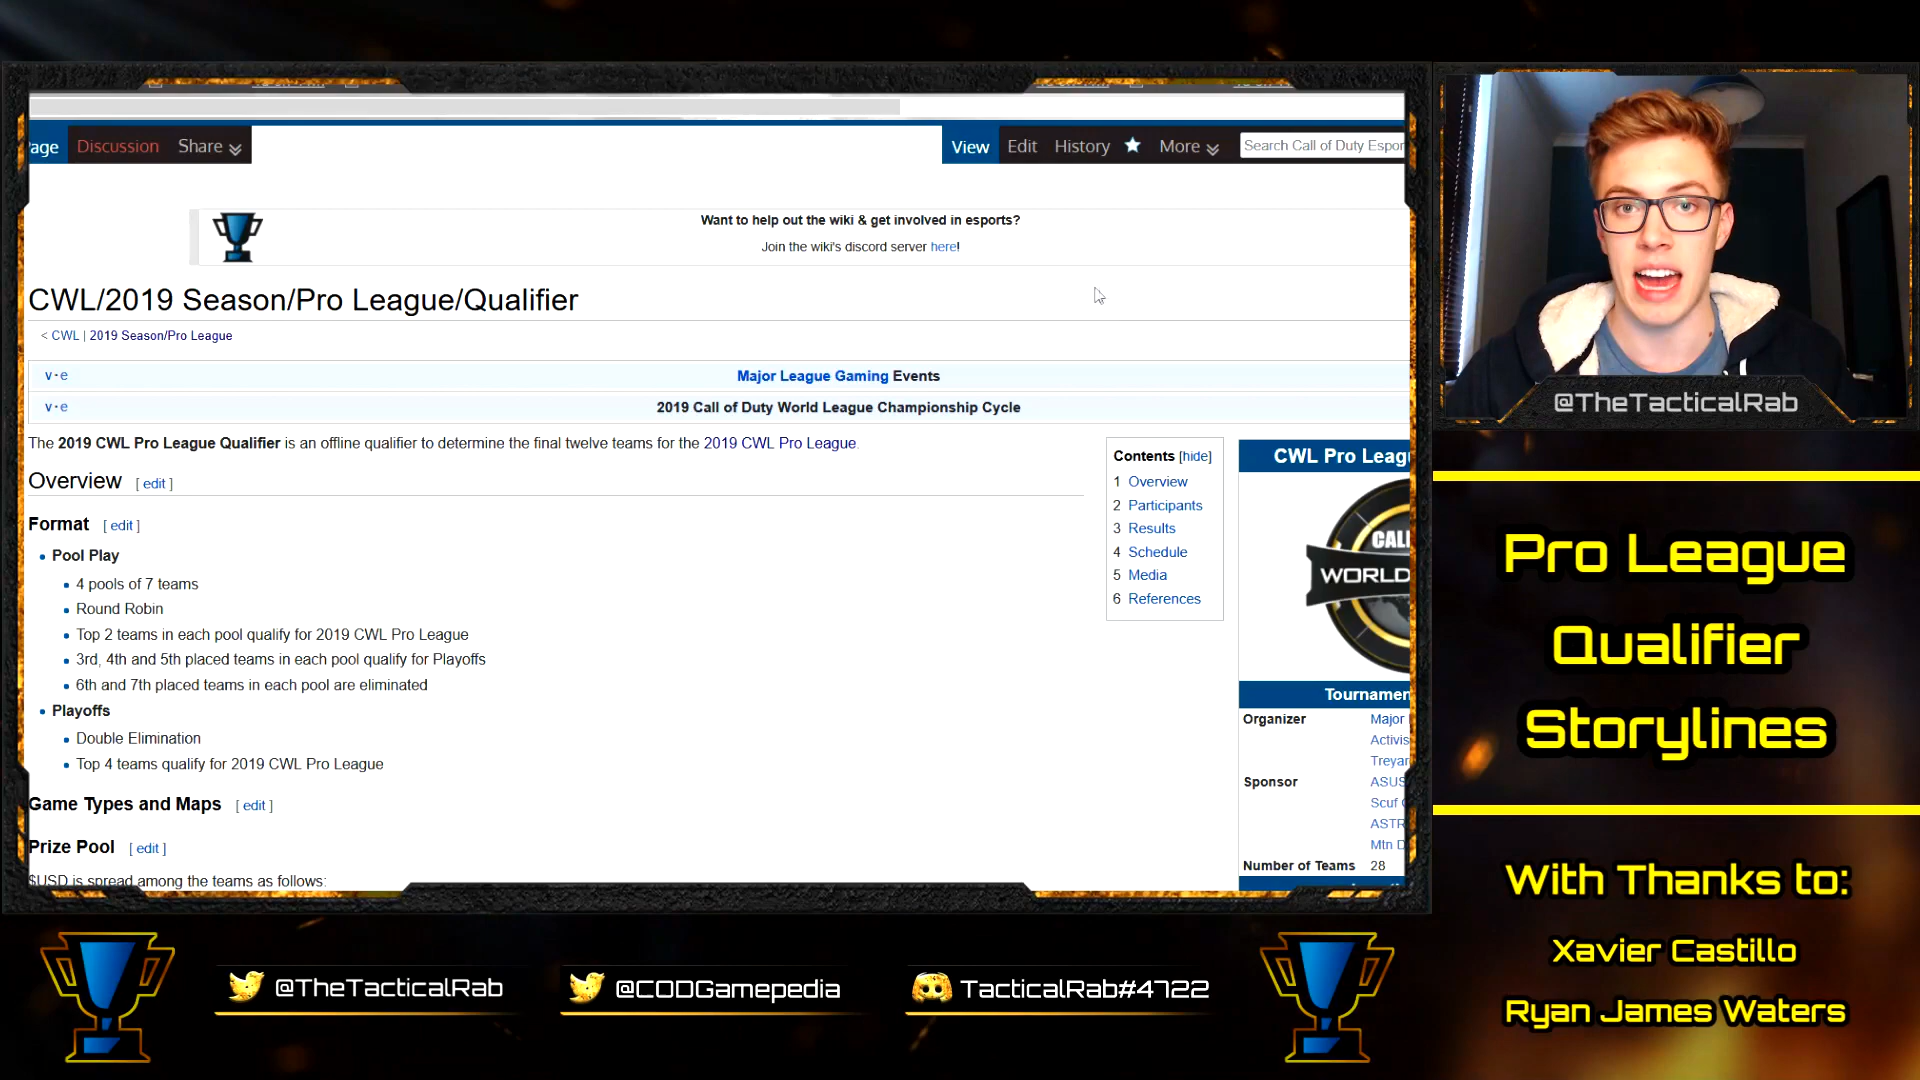 age Discussion Share View Edit History More Search Call of Duty Espor
Want to help out the wiki & get involved in esports?
Join the wiki's discord server here!
CWL/2019 Season/Pro League/Qualifier
< CWL | 2019 Season/Pro League
v · e Major League Gaming Events
v · e 2019 Call of Duty World League Championship Cycle
The 2019 CWL Pro League Qualifier is an offline qualifier to determine the final twelve teams for the 2019 CWL Pro League.
Overview [ edit ]
Format [ edit ]
Pool Play
4 pools of 7 teams
Round Robin
Top 2 teams in each pool qualify for 2019 CWL Pro League
3rd, 4th and 5th placed teams in each pool qualify for Playoffs
6th and 7th placed teams in each pool are eliminated
Playoffs
Double Elimination
Top 4 teams qualify for 2019 CWL Pro League
Game Types and Maps [ edit ]
Prize Pool [ edit ]
$USD is spread among the teams as follows:
Contents [hide]
1 Overview
2 Participants
3 Results
4 Schedule
5 Media
6 References
CWL Pro Leag
CALL
WORLD
Tournamen
Organizer Major
Activis
Treyar
Sponsor ASUS
Scuf
ASTR
Mtn D
Number of Teams 28
@TheTacticalRab
Pro League
Qualifier
Storylines
With Thanks to:
Xavier Castillo
Ryan James Waters
@TheTacticalRab @CODGamepedia TacticalRab#4722